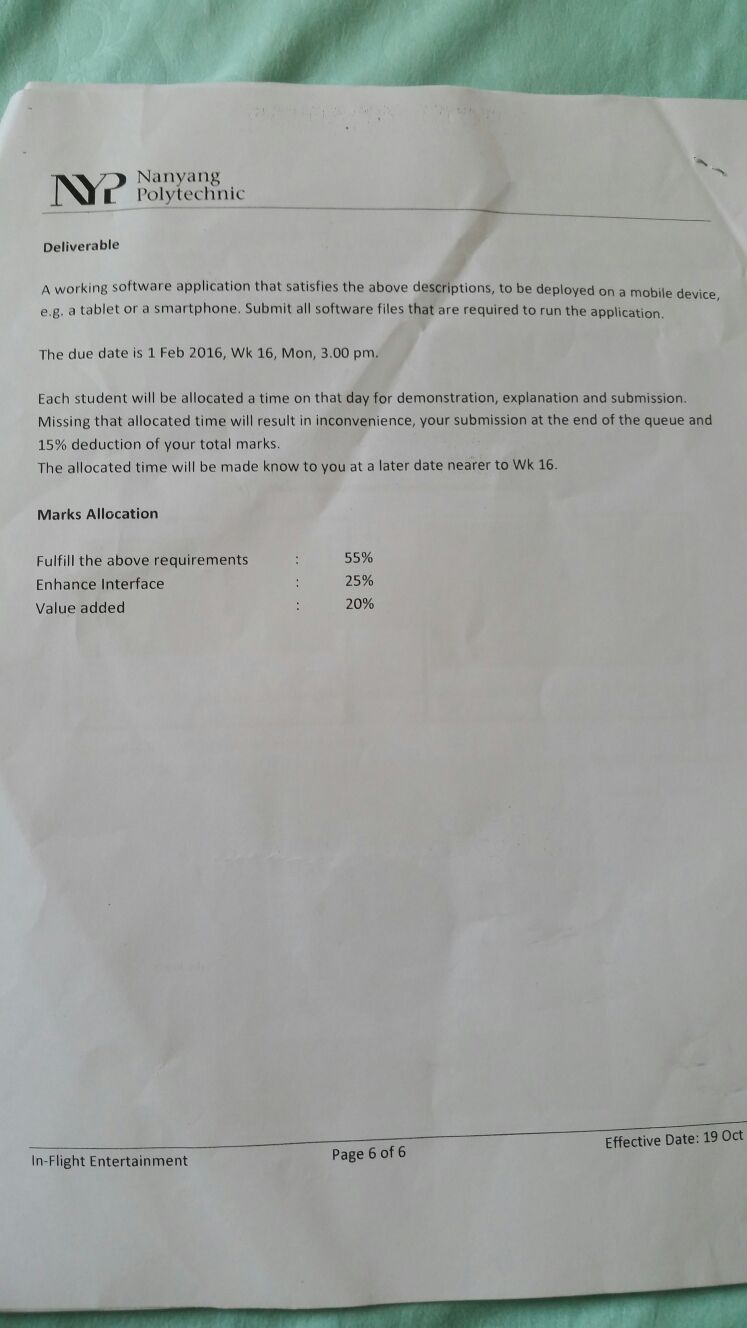 NYP Nanyang
Polytechnic
Deliverable
A working software application that satisfies the above descriptions, to be deployed on a mobile device,
e.g. a tablet or a smartphone. Submit all software files that are required to run the application.
The due date is 1 Feb 2016, Wk 16, Mon, 3.00 pm.
Each student will be allocated a time on that day for demonstration, explanation and submission.
Missing that allocated time will result in inconvenience, your submission at the end of the queue and
15% deduction of your total marks.
The allocated time will be made know to you at a later date nearer to Wk 16.
Marks Allocation
Fulfill the above requirements : 55%
Enhance Interface : 25%
Value added : 20%
In-Flight Entertainment Page 6 of 6 Effective Date: 19 Oct